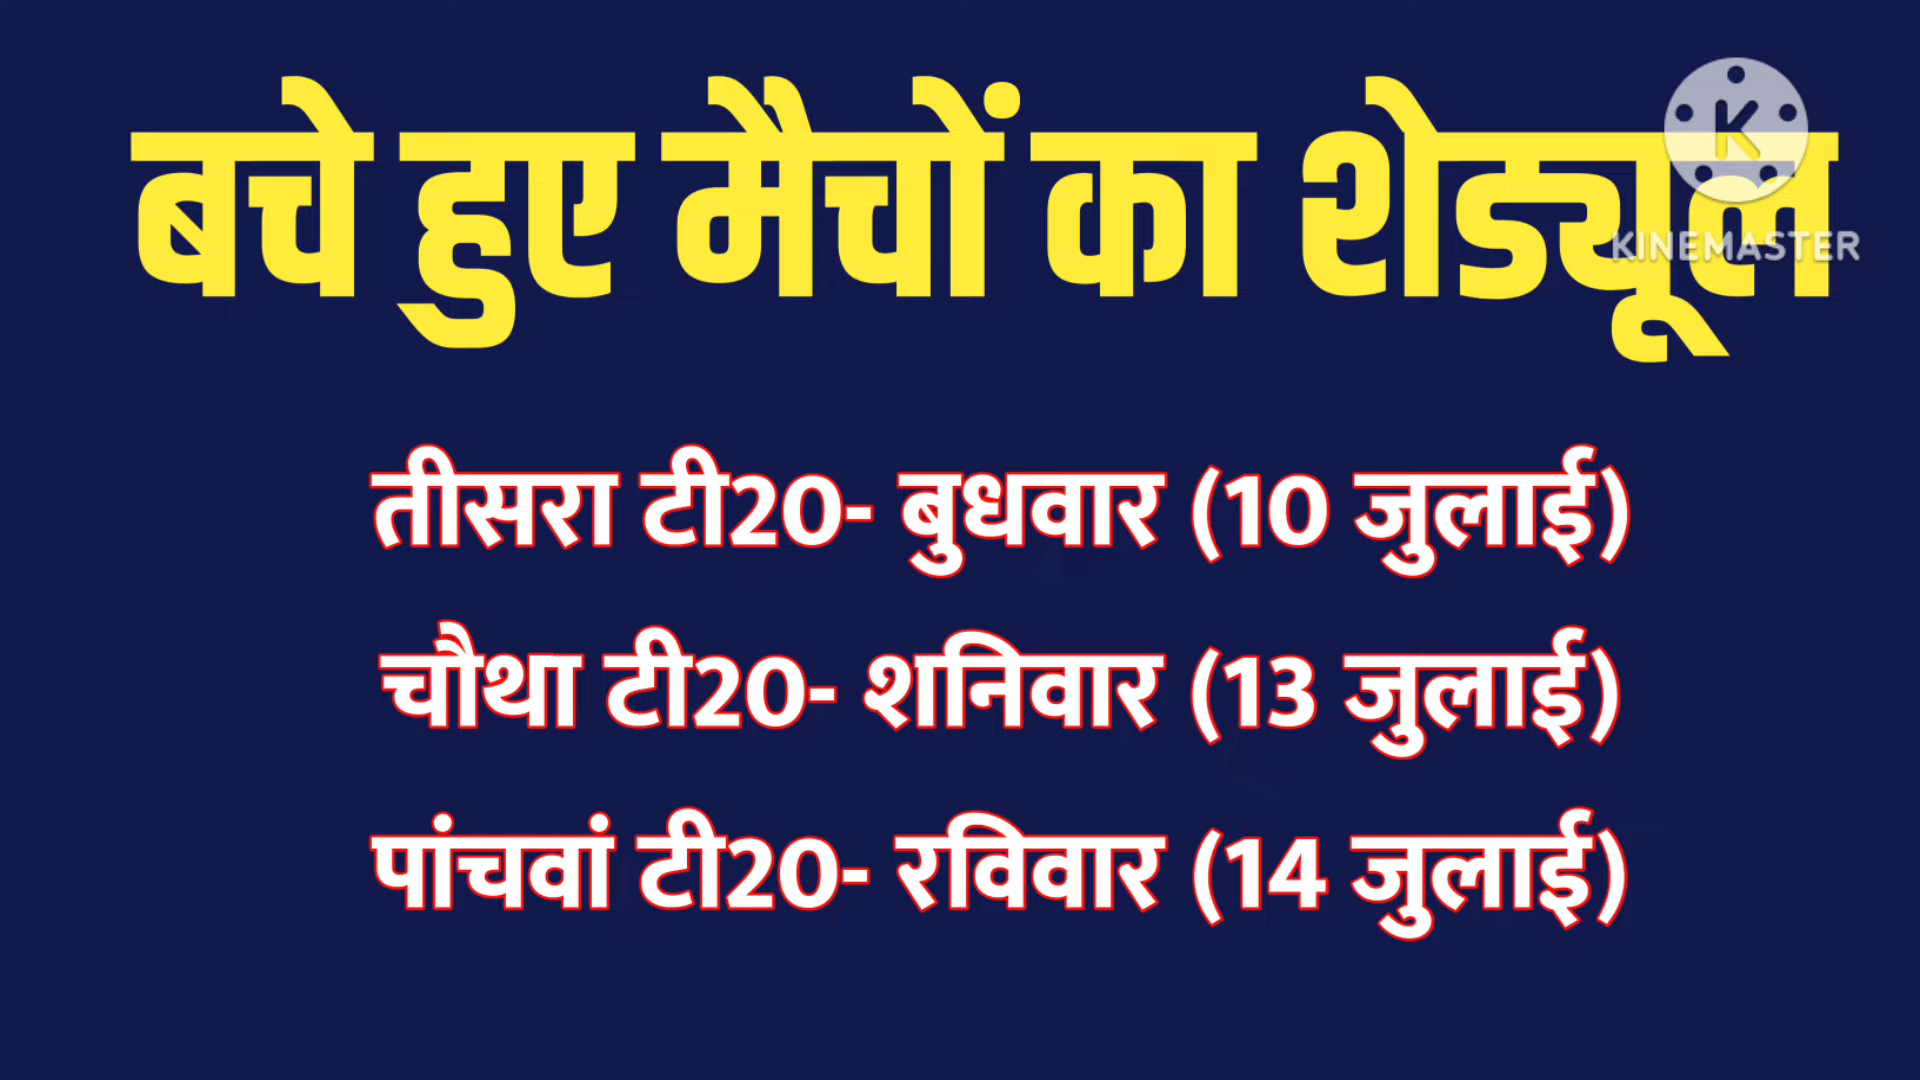 बचे हुए मैचों का शेड्यूल
K
KINEMASTER
तीसरा टी20- बुधवार (10 जुलाई)
चौथा टी20- शनिवार (13 जुलाई)
पांचवां टी20- रविवार (14 जुलाई)